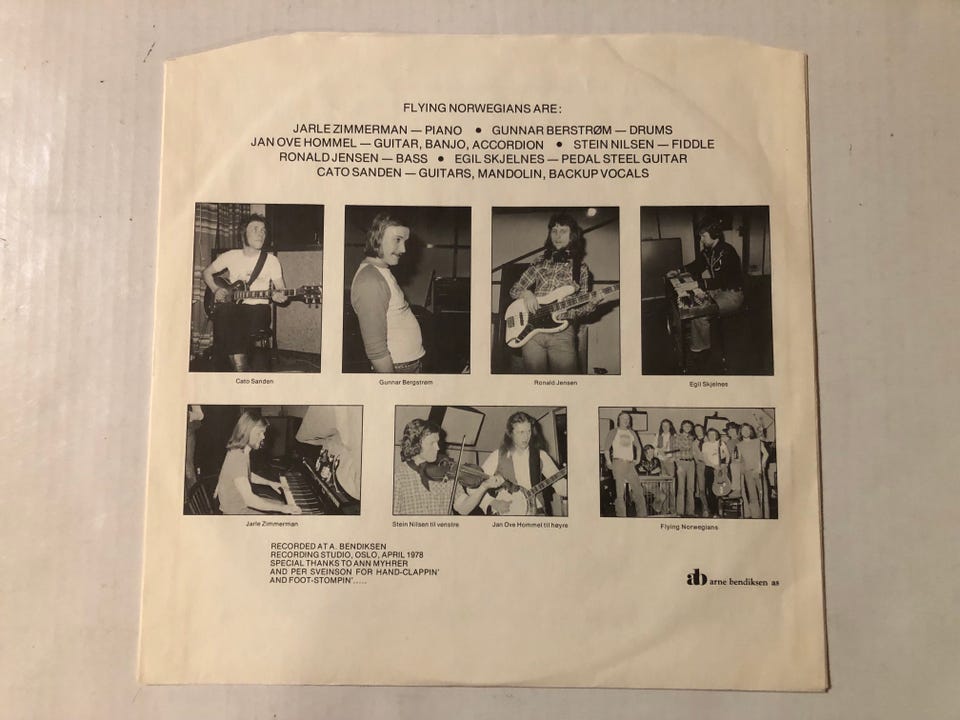 FLYING NORWEGIANS ARE:
JARLE ZIMMERMAN — PIANO ● GUNNAR BERSTRØM — DRUMS
JAN OVE HOMMEL — GUITAR, BANJO, ACCORDION ● STEIN NILSEN — FIDDLE
RONALD JENSEN — BASS ● EGIL SKJELNES — PEDAL STEEL GUITAR
CATO SANDEN — GUITARS, MANDOLIN, BACKUP VOCALS
Cato Sanden
Gunnar Bergstrøm
Ronald Jensen
Egil Skjelnes
Jarle Zimmerman
Stein Nilsen til venstre
Jan Ove Hommel til høyre
Flying Norwegians
RECORDED AT A. BENDIKSEN
RECORDING STUDIO, OSLO, APRIL 1978
SPECIAL THANKS TO ANN MYHRER
AND PER SVEINSON FOR HAND-CLAPPIN'
AND FOOT-STOMPIN'.....
ab arne bendiksen as